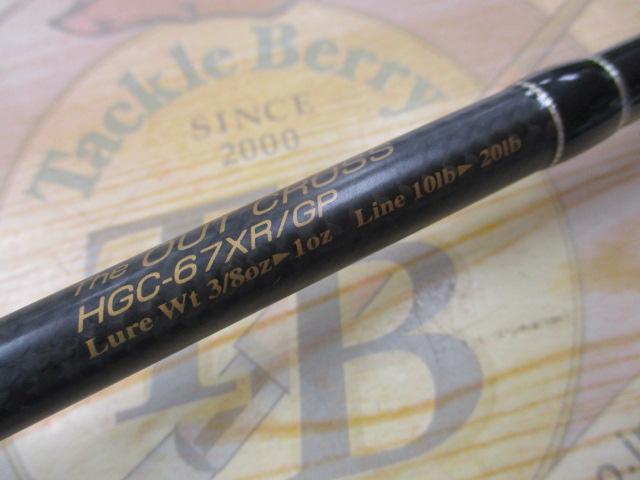 Tackle Berry
SINCE
2000
TB
The OUT CROSS
HGC-67XR/GP
Lure Wt 3/8oz▶1oz Line 10lb▶20lb